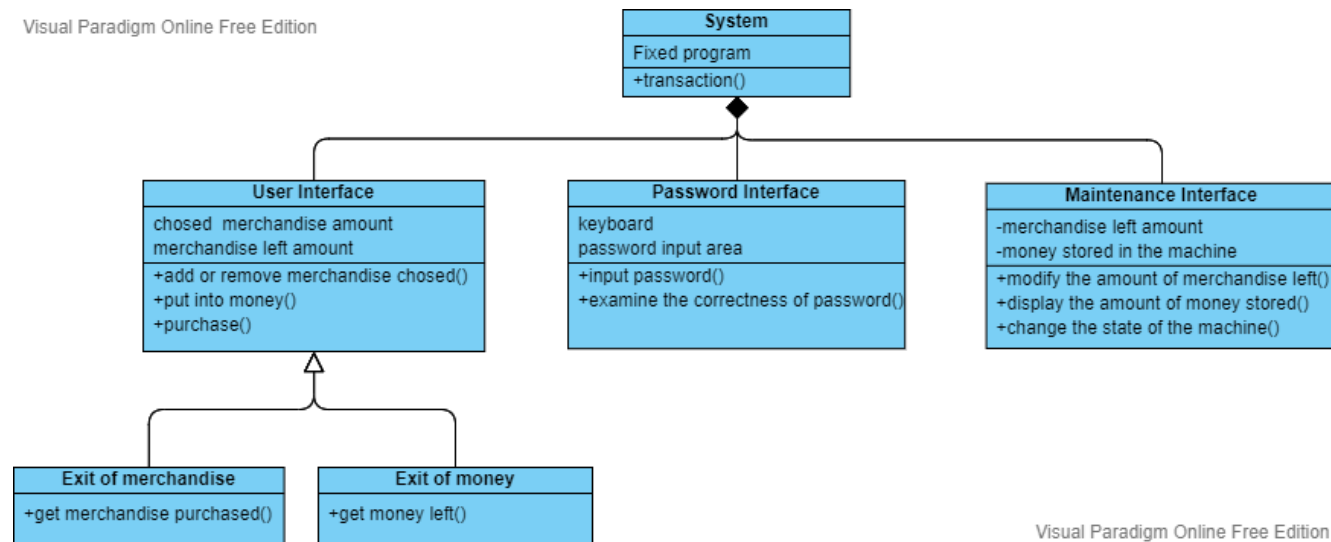 Visual Paradigm Online Free Edition
System
Fixed program
+transaction()
User Interface
chosed merchandise amount
merchandise left amount
+add or remove merchandise chosed()
+put into money()
+purchase()
Password Interface
keyboard
password input area
+input password()
+examine the correctness of password()
Maintenance Interface
-merchandise left amount
-money stored in the machine
+modify the amount of merchandise left()
+display the amount of money stored()
+change the state of the machine()
Exit of merchandise
+get merchandise purchased()
Exit of money
+get money left()
Visual Paradigm Online Free Edition